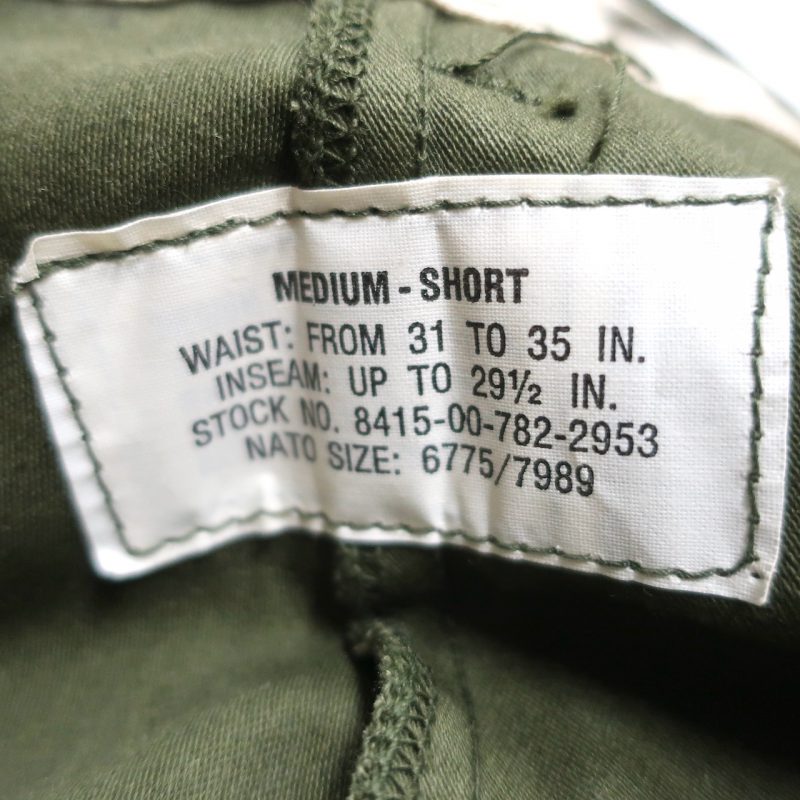 MEDIUM - SHORT
WAIST: FROM 31 TO 35 IN.
INSEAM: UP TO 29½ IN.
STOCK NO. 8415-00-782-2953
NATO SIZE: 6775/7989